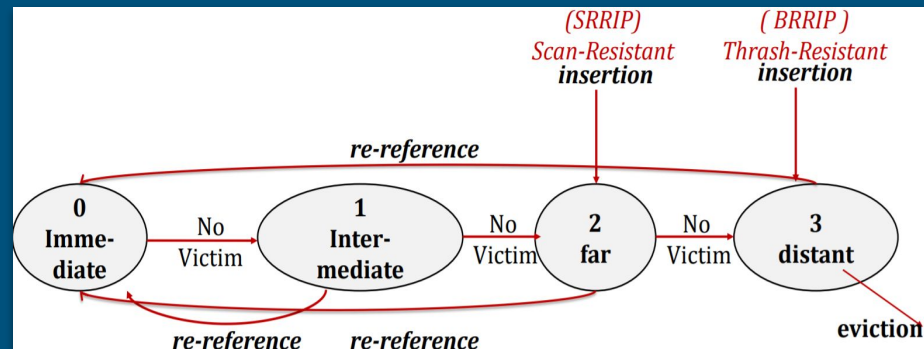 (SRRIP)
Scan-Resistant
insertion
( BRRIP )
Thrash-Resistant
insertion
re-reference
0
Imme-
diate
No
Victim
1
Inter-
mediate
No
Victim
2
far
No
Victim
3
distant
re-reference
re-reference
eviction